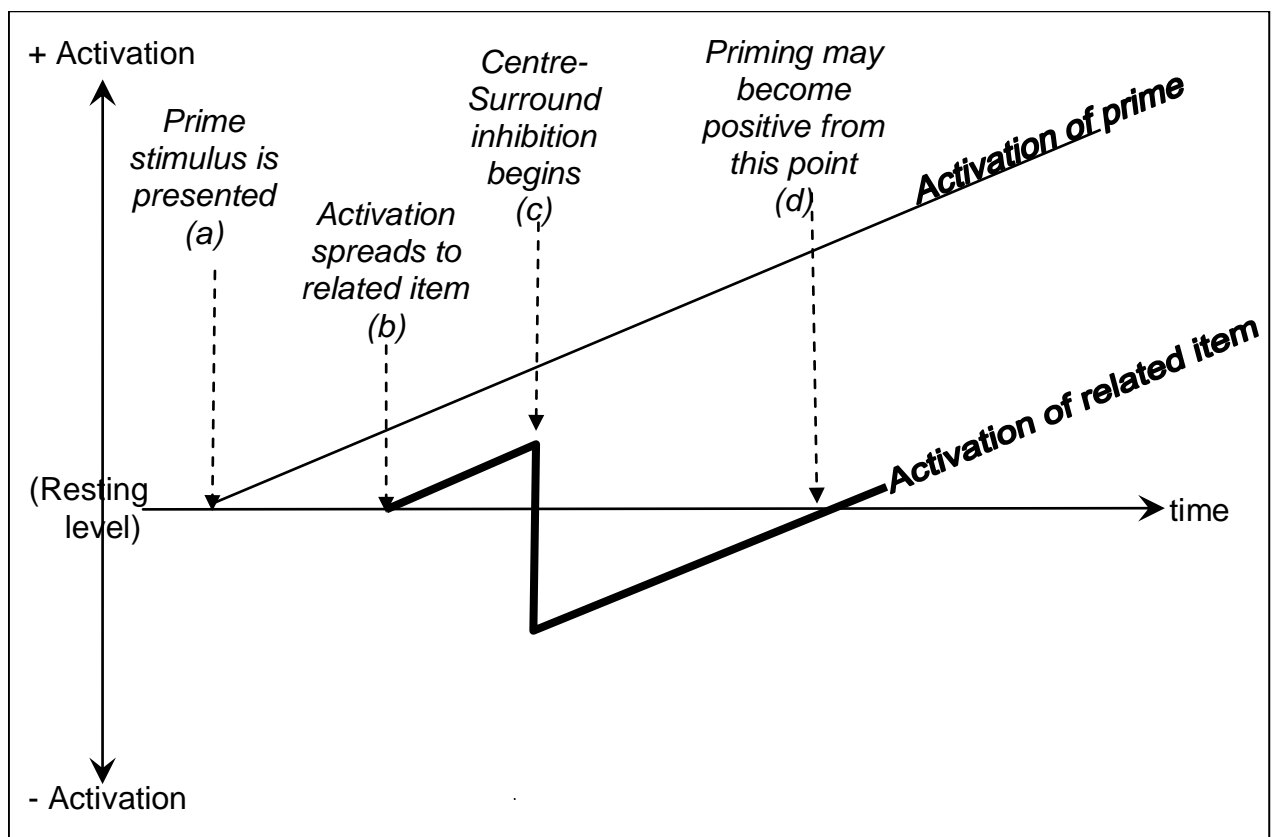 + Activation
Prime
stimulus is
presented
(a)
Activation
spreads to
related item
(b)
Centre-
Surround
inhibition
begins
(c)
Priming may
become
positive from
this point
(d)
Activation of prime
Activation of related item
(Resting
level)
time
- Activation